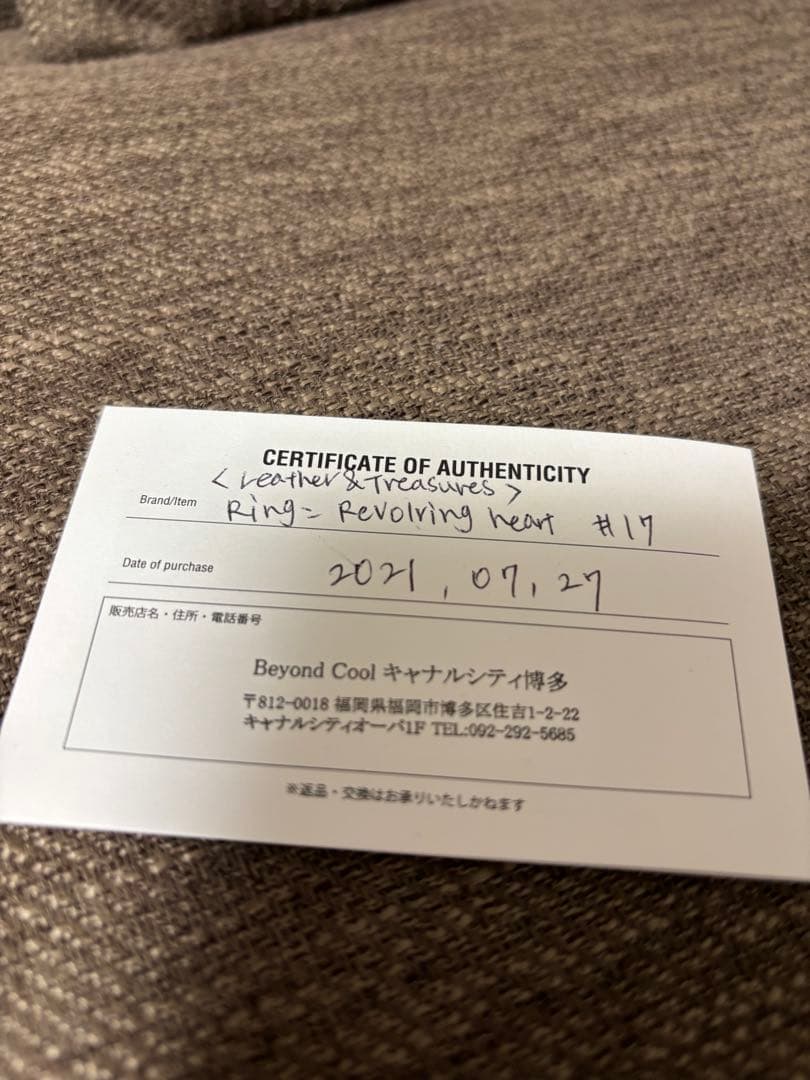 CERTIFICATE OF AUTHENTICITY
<Leather&Treasures>
Brand/Item Ring= Revolring heart #17
Date of purchase 2021, 07, 27
販売店名・住所・電話番号
Beyond Cool キャナルシティ博多
〒812-0018 福岡県福岡市博多区住吉1-2-22
キャナルシティオーパ1F TEL:092-292-5685
※返品・交換はお承りいたしかねます